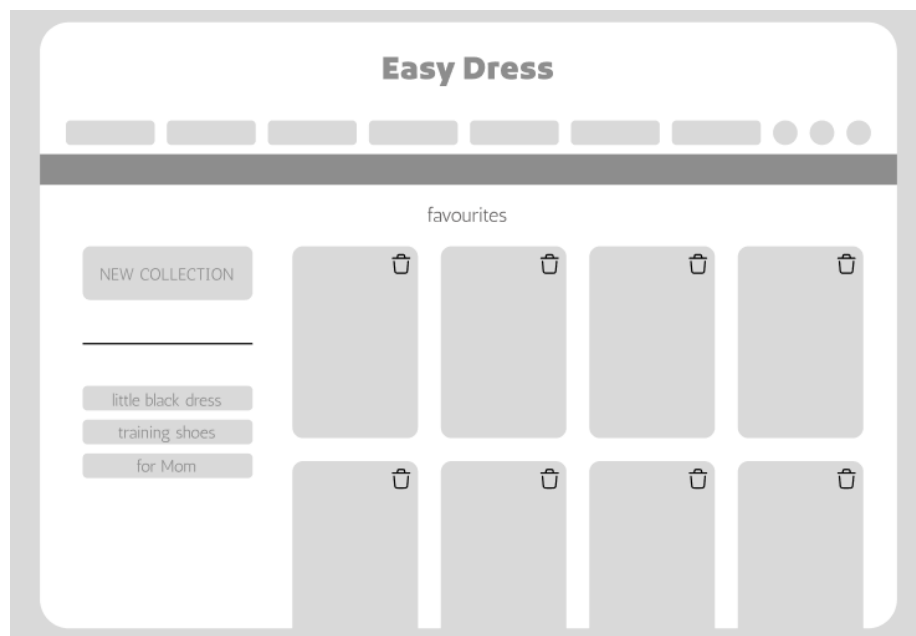 Easy Dress
favourites
NEW COLLECTION
little black dress
training shoes
for Mom